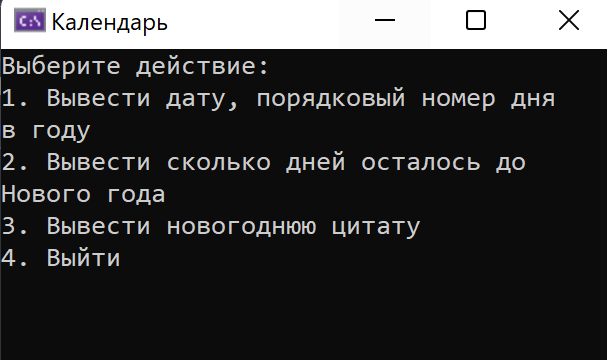 C:\ Календарь
Выберите действие:
1. Вывести дату, порядковый номер дня
в году
2. Вывести сколько дней осталось до
Нового года
3. Вывести новогоднюю цитату
4. Выйти